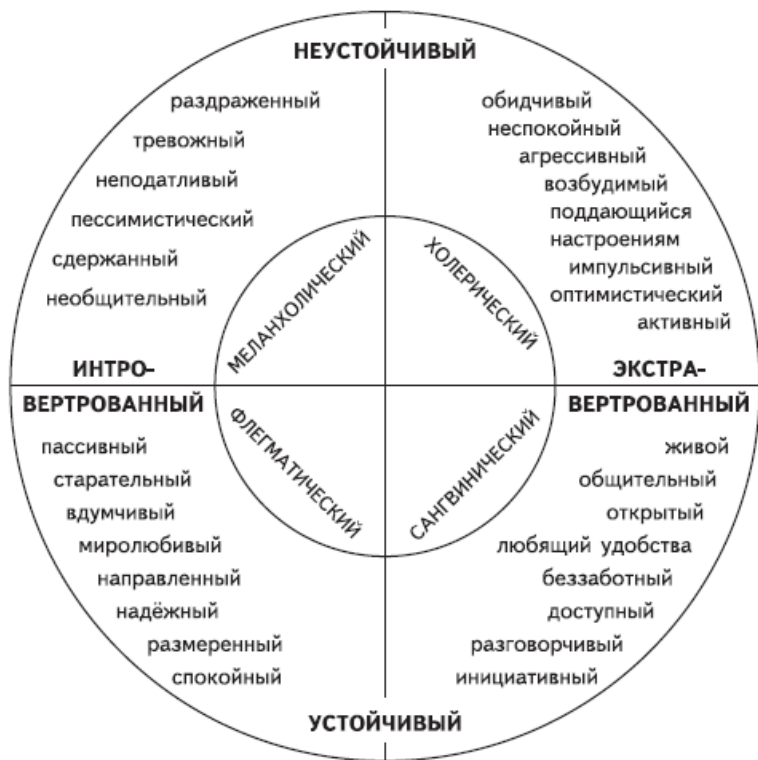 НЕУСТОЙЧИВЫЙ
раздраженный
тревожный
неподатливый
пессимистический
сдержанный
необщительный
обидчивый
неспокойный
агрессивный
возбудимый
поддающийся
настроениям
импульсивный
оптимистический
активный
МЕЛАНХОЛИЧЕСКИЙ
ХОЛЕРИЧЕСКИЙ
ИНТРО-
ВЕРТРОВАННЫЙ
ЭКСТРА-
ВЕРТРОВАННЫЙ
ФЛЕГМАТИЧЕСКИЙ
САНГВИНИЧЕСКИЙ
пассивный
старательный
вдумчивый
миролюбивый
направленный
надёжный
размеренный
спокойный
живой
общительный
открытый
любящий удобства
беззаботный
доступный
разговорчивый
инициативный
УСТОЙЧИВЫЙ